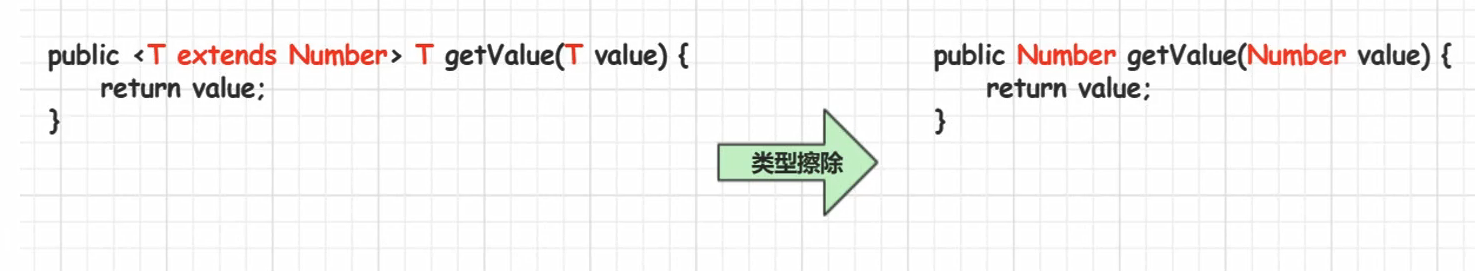 public <T extends Number> T getValue(T value) {
return value;
}
类型擦除
public Number getValue(Number value) {
return value;
}